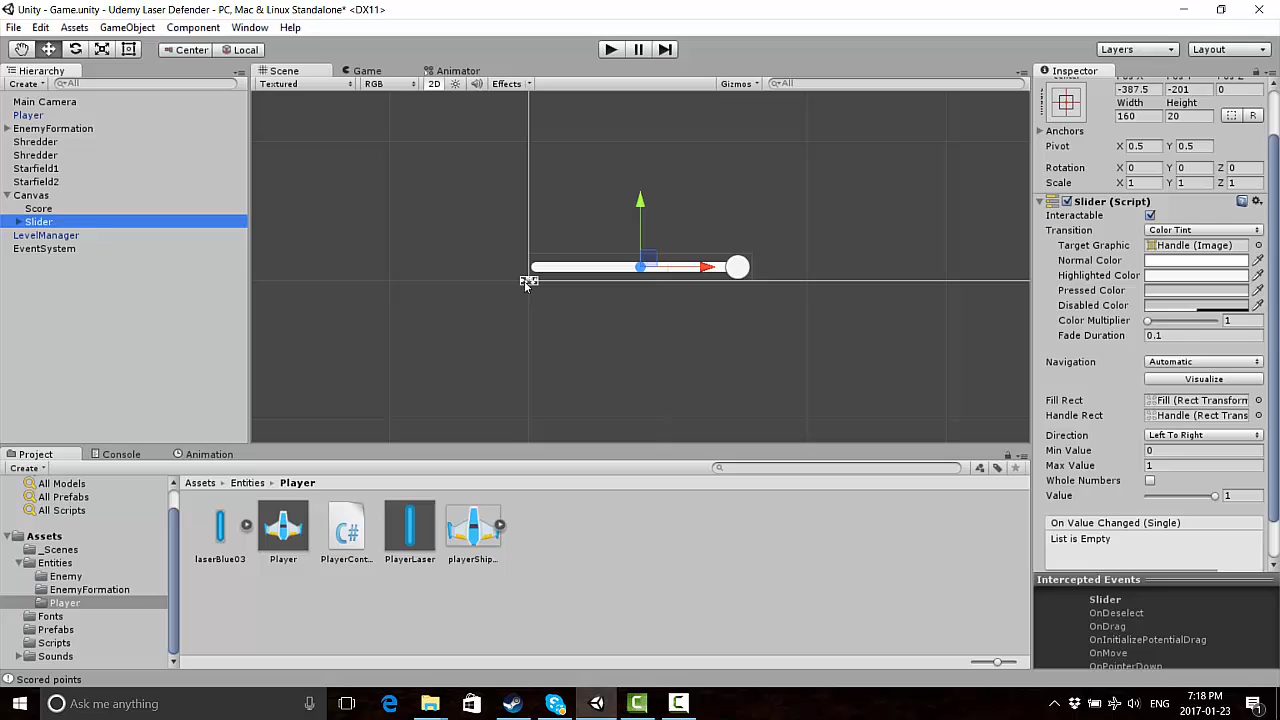 Unity - Game.unity - Udemy Laser Defender - PC, Mac & Linux Standalone* <DX11>
File Edit Assets GameObject Component Window Help
Center Local Layers Layout
Hierarchy Scene Game Animator Inspector
Create All Textured RGB 2D Effects Gizmos All
Main Camera
Player
EnemyFormation
Shredder
Shredder
Starfield1
Starfield2
Canvas
Score
Slider
LevelManager
EventSystem
-387.5 -201 0
Width Height
160 20 R
Anchors
Pivot X 0.5 Y 0.5
Rotation X 0 Y 0 Z 0
Scale X 1 Y 1 Z 1
Slider (Script)
Interactable
Transition Color Tint
Target Graphic Handle (Image)
Normal Color
Highlighted Color
Pressed Color
Disabled Color
Color Multiplier 1
Fade Duration 0.1
Navigation Automatic
Visualize
Fill Rect Fill (Rect Transform
Handle Rect Handle (Rect Trans
Direction Left To Right
Min Value 0
Max Value 1
Whole Numbers
Value 1
On Value Changed (Single)
List is Empty
Intercepted Events
Slider
OnDeselect
OnDrag
OnInitializePotentialDrag
OnMove
OnPointerDown
Project Console Animation
Create
All Models
All Prefabs
All Scripts
Assets
_Scenes
Entities
Enemy
EnemyFormation
Player
Fonts
Prefabs
Scripts
Sounds
Assets Entities Player
C#
laserBlue03 Player PlayerCont... PlayerLaser playerShip...
Scored points
Ask me anything
ENG
7:18 PM
2017-01-23